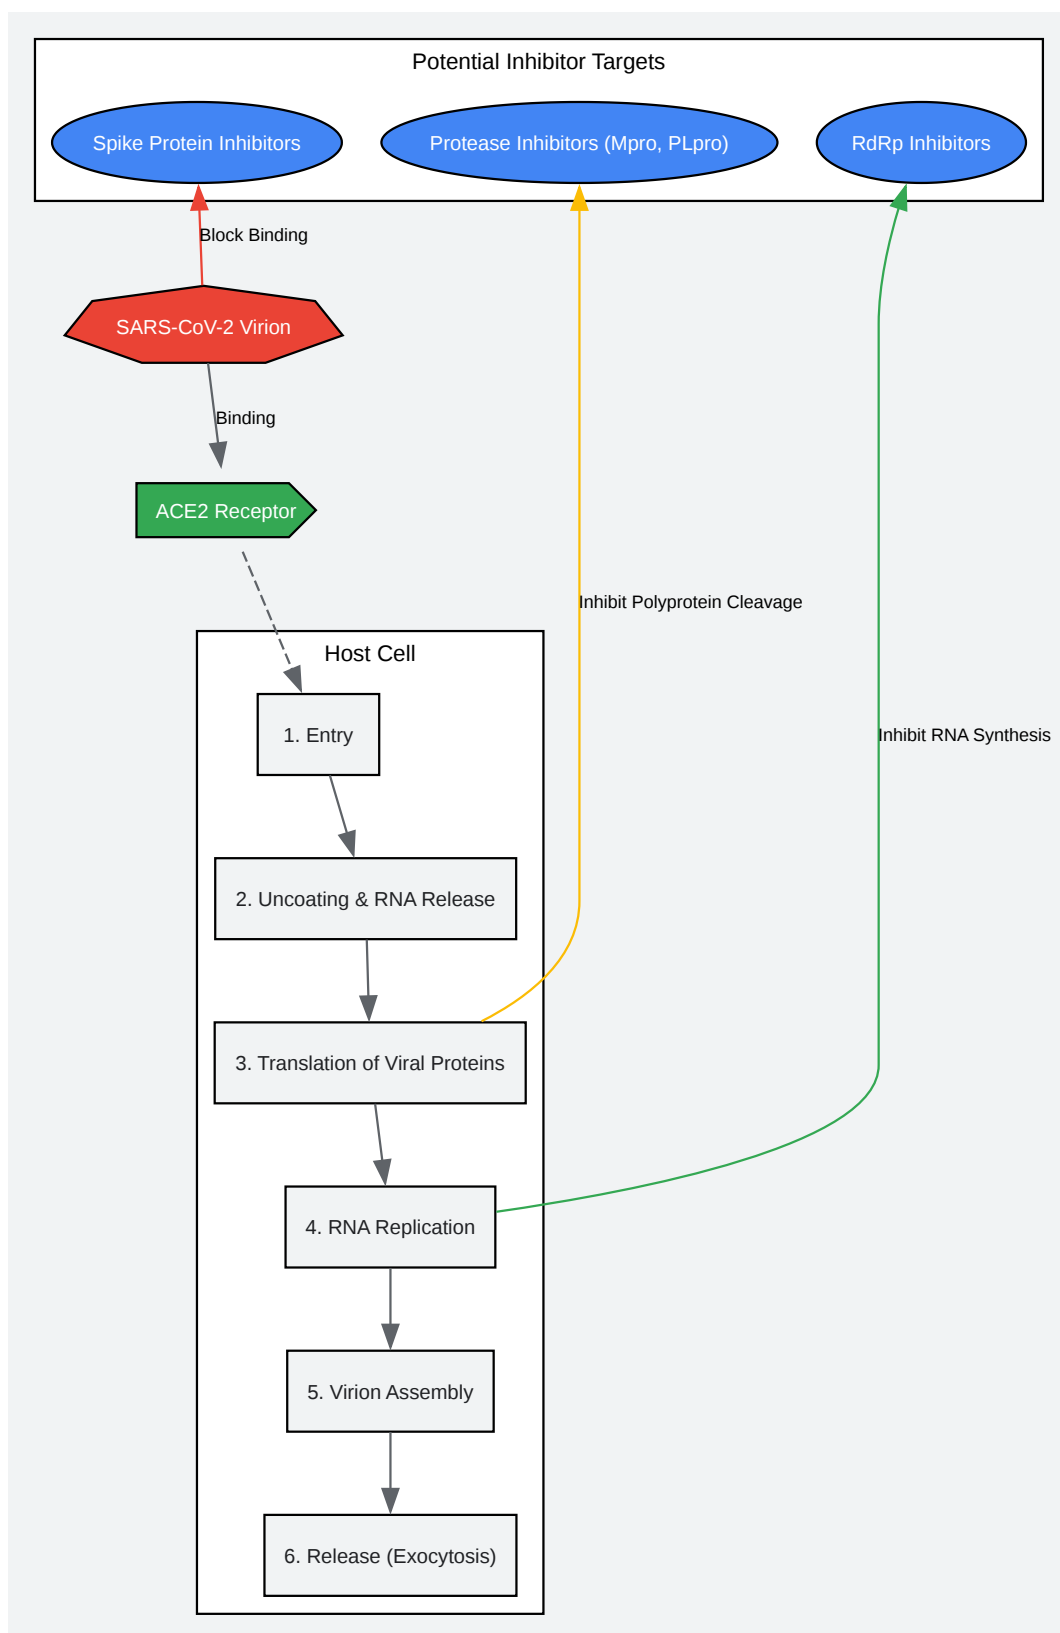 Potential Inhibitor Targets
Spike Protein Inhibitors
Protease Inhibitors (Mpro, PLpro)
RdRp Inhibitors
Block Binding
SARS-CoV-2 Virion
Binding
ACE2 Receptor
Inhibit Polyprotein Cleavage
Host Cell
1. Entry
Inhibit RNA Synthesis
2. Uncoating & RNA Release
3. Translation of Viral Proteins
4. RNA Replication
5. Virion Assembly
6. Release (Exocytosis)